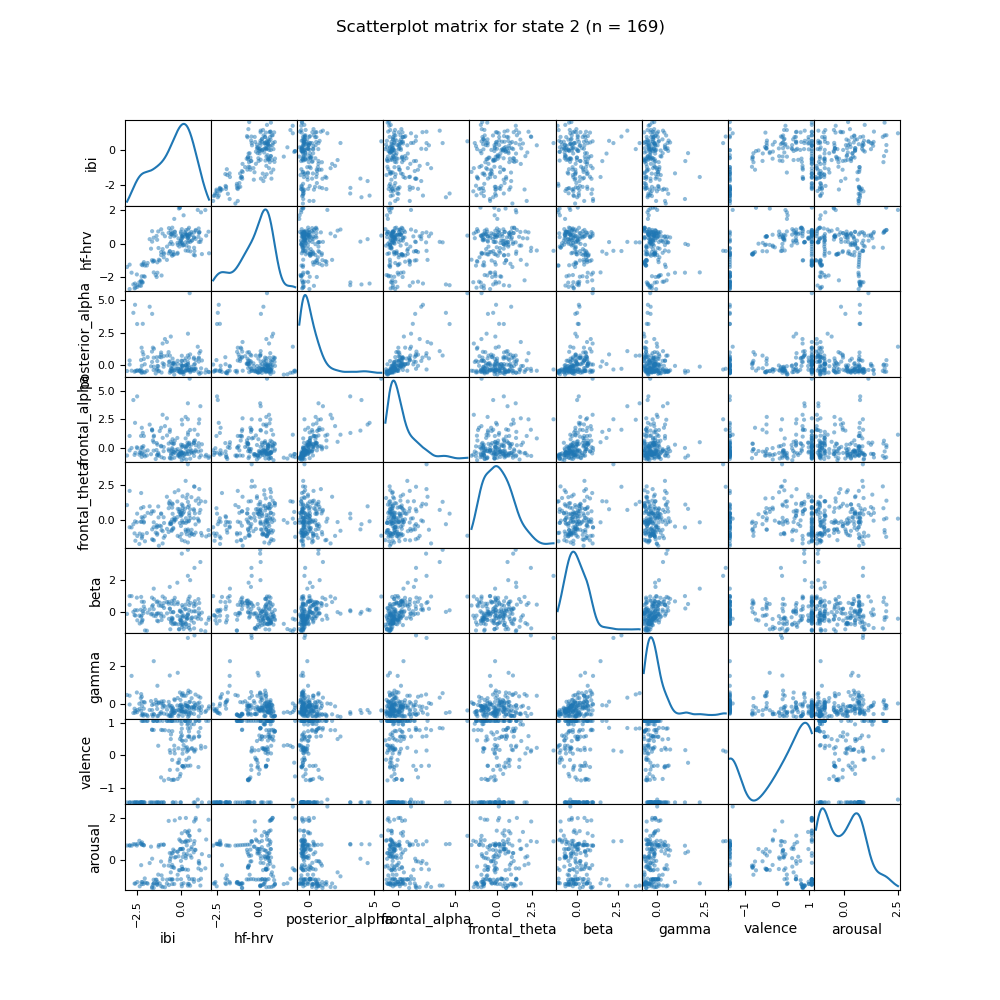 Scatterplot matrix for state 2 (n = 169)
ibi
0
−2
hf-hrv
2
0
−2
posterior_alpha
5.0
2.5
0.0
frontal_alpha
5.0
2.5
0.0
frontal_theta
2.5
0.0
beta
2
0
gamma
2
0
valence
1
0
−1
arousal
2
0
−2.5 0.0 −2.5 0.0 0 5 0 5 0.0 2.5 0.0 2.5 0.0 2.5 −1 0 1 0.0 2.5
ibi hf-hrv posterior_alpha frontal_alpha frontal_theta beta gamma valence arousal